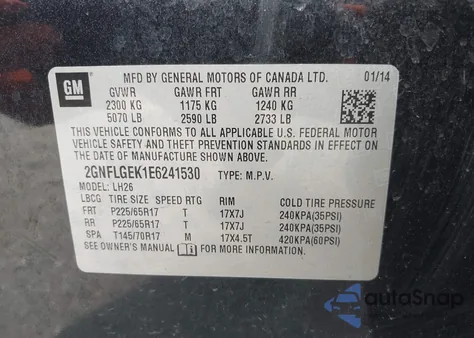 GM
MFD BY GENERAL MOTORS OF CANADA LTD. 01/14
GVWR GAWR FRT GAWR RR
2300 KG 1175 KG 1240 KG
5070 LB 2590 LB 2733 LB
THIS VEHICLE CONFORMS TO ALL APPLICABLE U.S. FEDERAL MOTOR
VEHICLE SAFETY AND THEFT PREVENTION STANDARDS IN EFFECT ON
THE DATE OF MANUFACTURE SHOWN ABOVE.
2GNFLGEK1E6241530 TYPE: M.P.V.
MODEL: LH26
LBCG TIRE SIZE SPEED RTG RIM COLD TIRE PRESSURE
FRT P225/65R17 T 17X7J 240KPA(35PSI)
RR P225/65R17 T 17X7J 240KPA(35PSI)
SPA T145/70R17 M 17X4.5T 420KPA(60PSI)
SEE OWNER'S MANUAL FOR MORE INFORMATION.
autoSnap